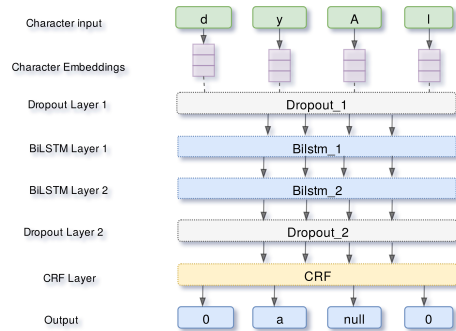 Character input d y A l
Character Embeddings
Dropout Layer 1 Dropout_1
BiLSTM Layer 1 Bilstm_1
BiLSTM Layer 2 Bilstm_2
Dropout Layer 2 Dropout_2
CRF Layer CRF
Output 0 a null 0